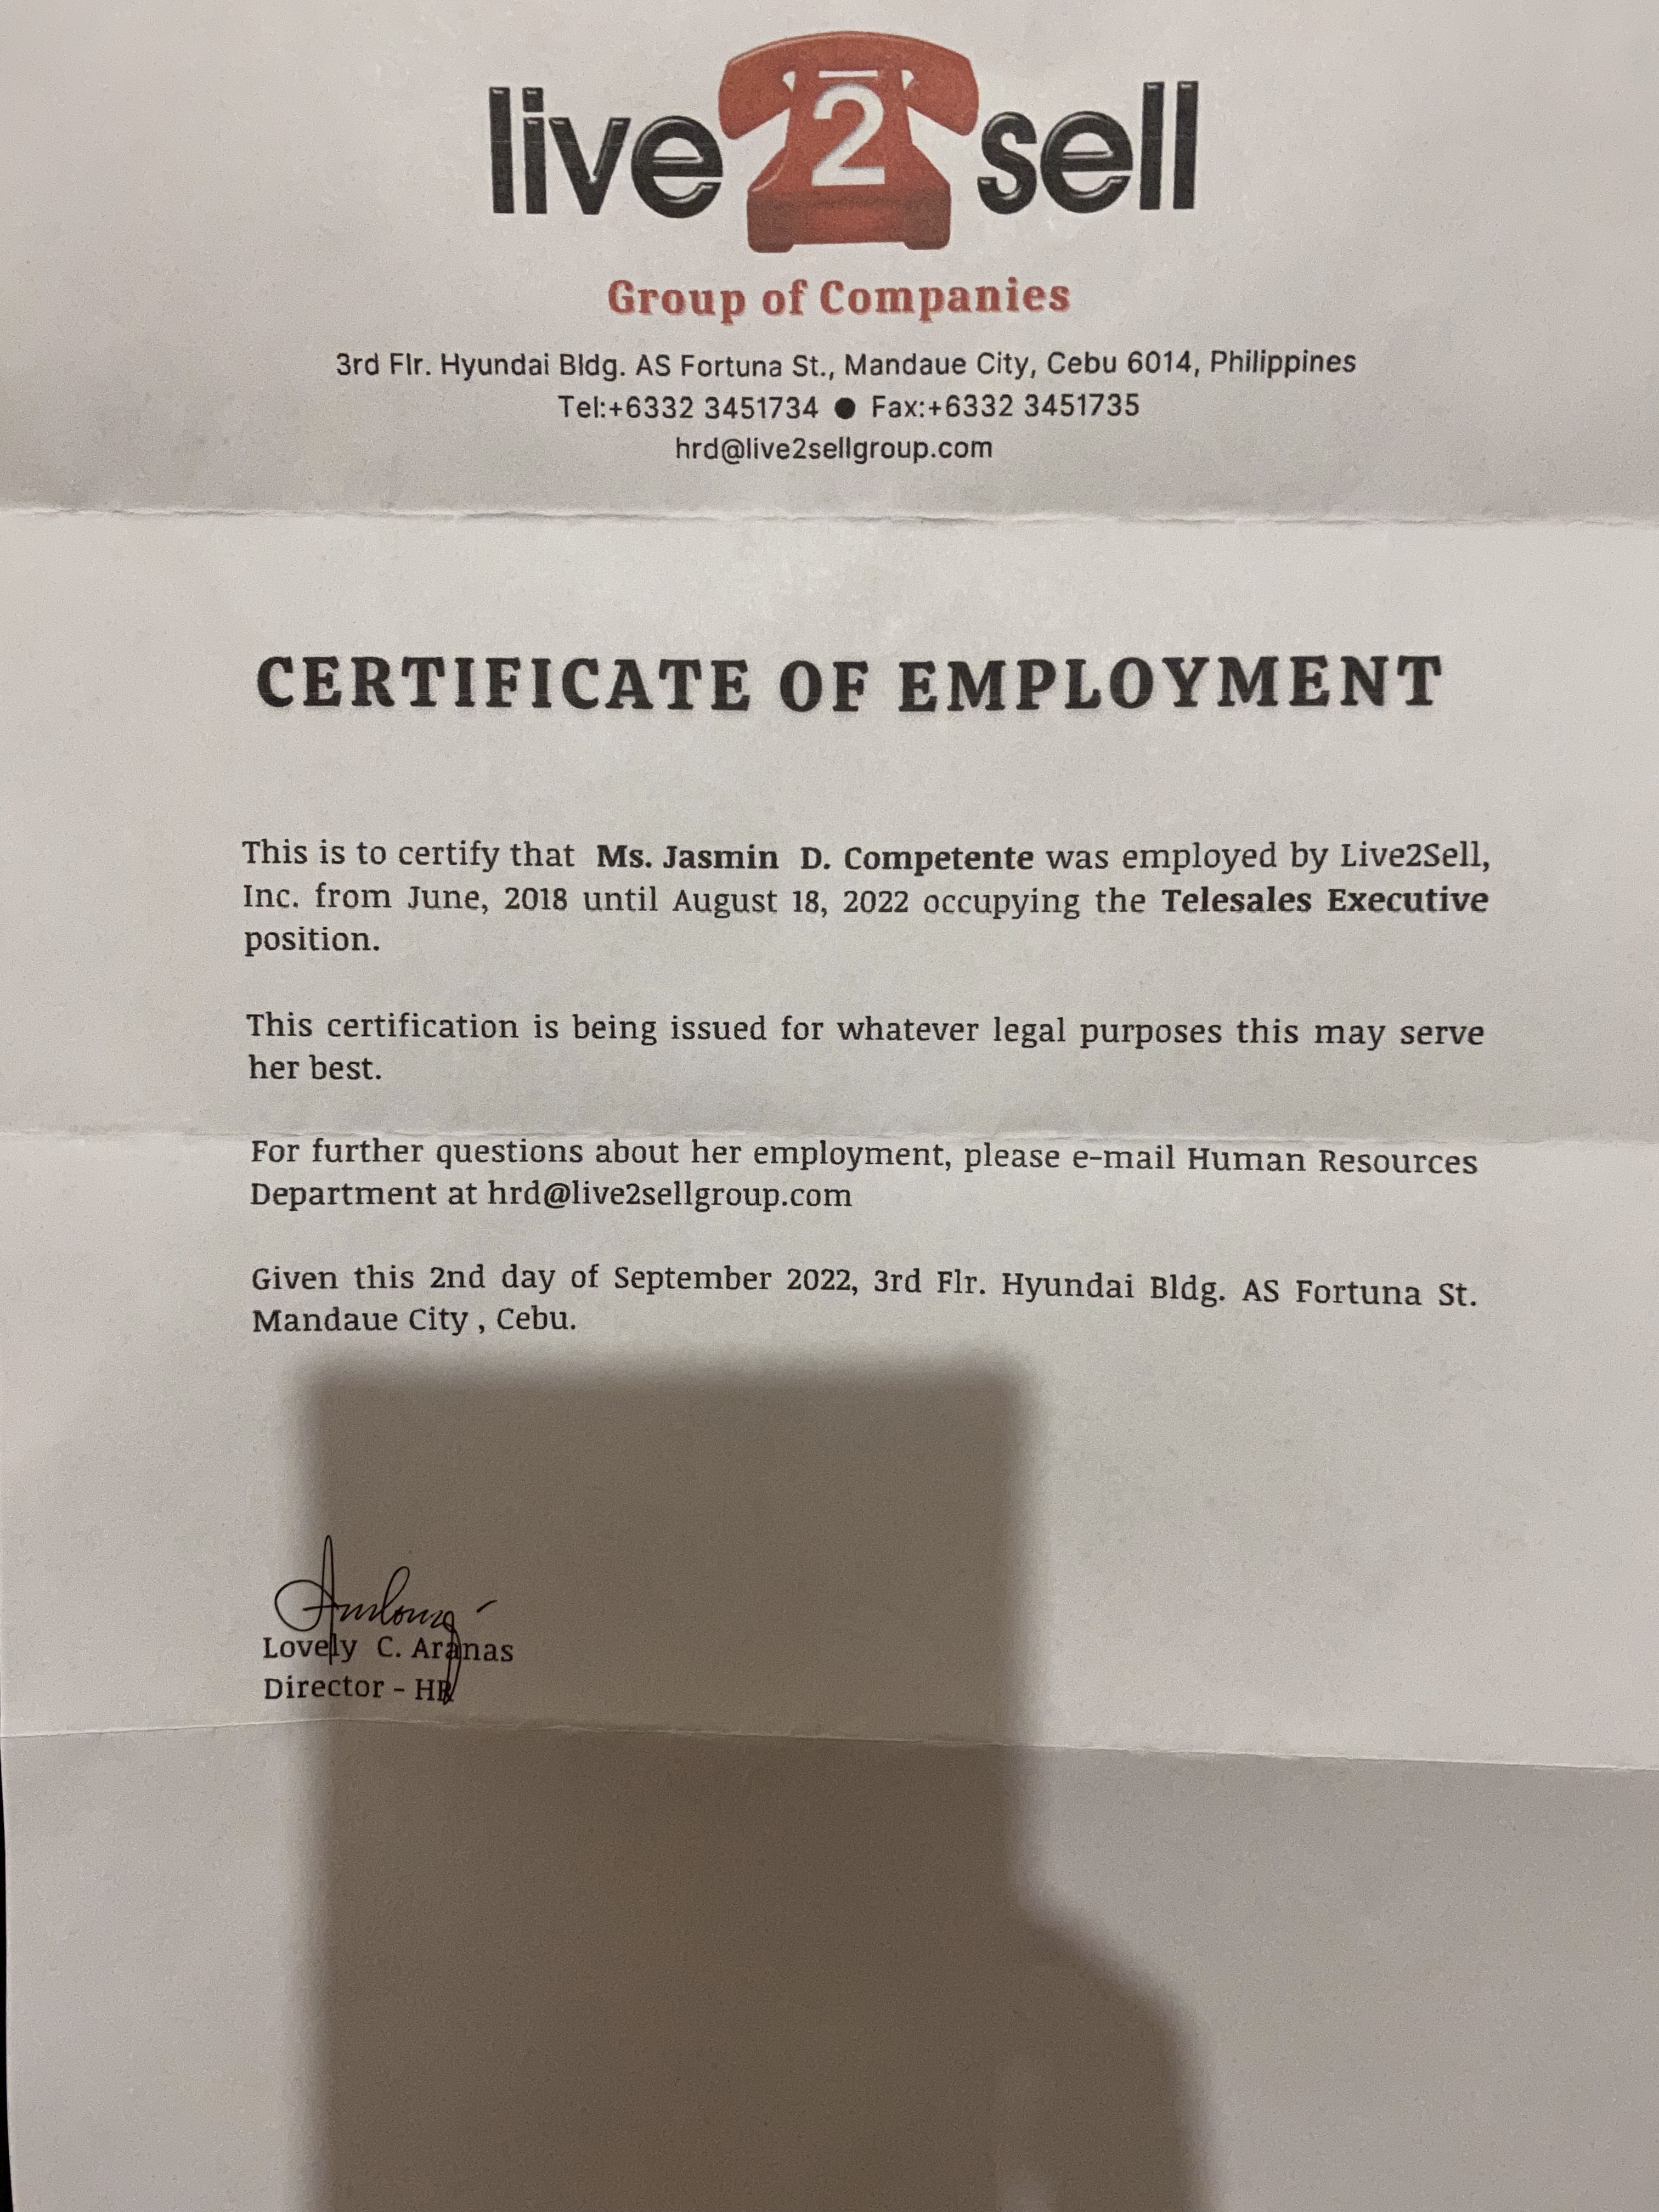 live 2 sell
Group of Companies
3rd Flr. Hyundai Bldg. AS Fortuna St., Mandaue City, Cebu 6014, Philippines
Tel:+6332 3451734 ● Fax:+6332 3451735
hrd@live2sellgroup.com
CERTIFICATE OF EMPLOYMENT
This is to certify that Ms. Jasmin D. Competente was employed by Live2Sell,
Inc. from June, 2018 until August 18, 2022 occupying the Telesales Executive
position.
This certification is being issued for whatever legal purposes this may serve
her best.
For further questions about her employment, please e-mail Human Resources
Department at hrd@live2sellgroup.com
Given this 2nd day of September 2022, 3rd Flr. Hyundai Bldg. AS Fortuna St.
Mandaue City , Cebu.
Lovely C. Aranas
Director - HR